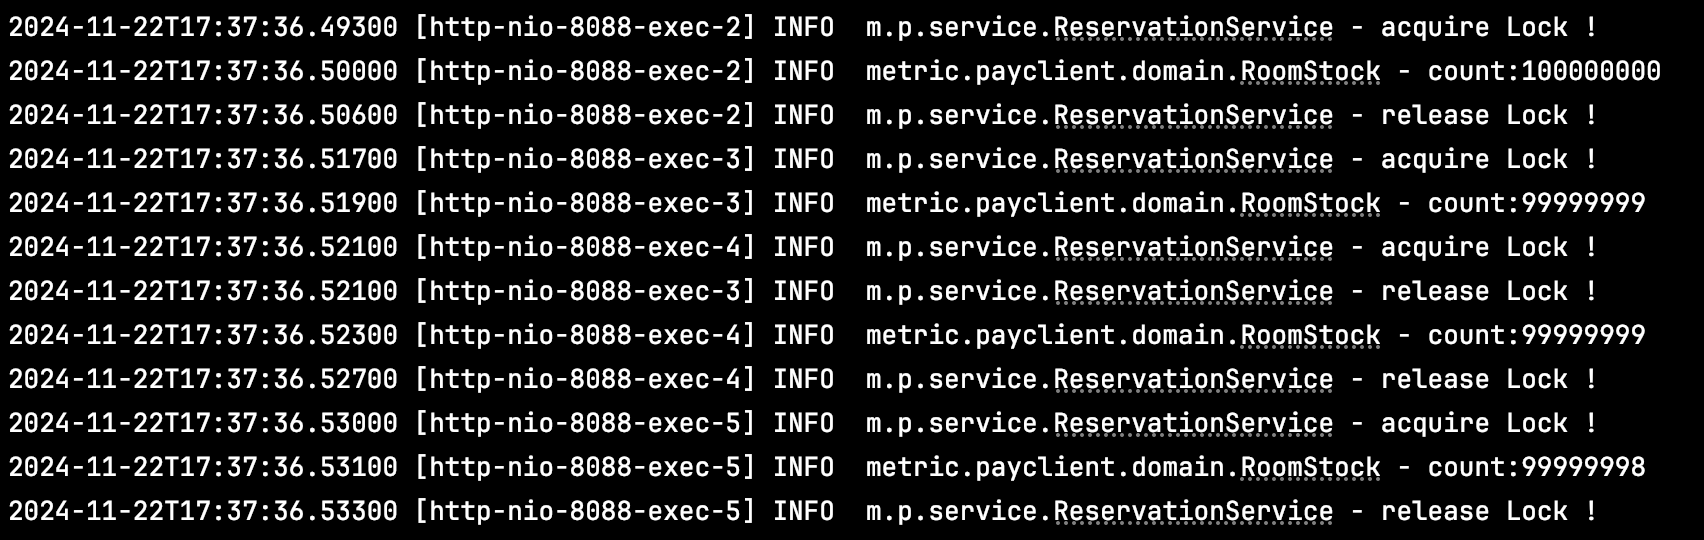 2024-11-22T17:37:36.49300 [http-nio-8088-exec-2] INFO  m.p.service.ReservationService - acquire Lock !
2024-11-22T17:37:36.50000 [http-nio-8088-exec-2] INFO  metric.payclient.domain.RoomStock - count:100000000
2024-11-22T17:37:36.50600 [http-nio-8088-exec-2] INFO  m.p.service.ReservationService - release Lock !
2024-11-22T17:37:36.51700 [http-nio-8088-exec-3] INFO  m.p.service.ReservationService - acquire Lock !
2024-11-22T17:37:36.51900 [http-nio-8088-exec-3] INFO  metric.payclient.domain.RoomStock - count:99999999
2024-11-22T17:37:36.52100 [http-nio-8088-exec-4] INFO  m.p.service.ReservationService - acquire Lock !
2024-11-22T17:37:36.52100 [http-nio-8088-exec-3] INFO  m.p.service.ReservationService - release Lock !
2024-11-22T17:37:36.52300 [http-nio-8088-exec-4] INFO  metric.payclient.domain.RoomStock - count:99999999
2024-11-22T17:37:36.52700 [http-nio-8088-exec-4] INFO  m.p.service.ReservationService - release Lock !
2024-11-22T17:37:36.53000 [http-nio-8088-exec-5] INFO  m.p.service.ReservationService - acquire Lock !
2024-11-22T17:37:36.53100 [http-nio-8088-exec-5] INFO  metric.payclient.domain.RoomStock - count:99999998
2024-11-22T17:37:36.53300 [http-nio-8088-exec-5] INFO  m.p.service.ReservationService - release Lock !